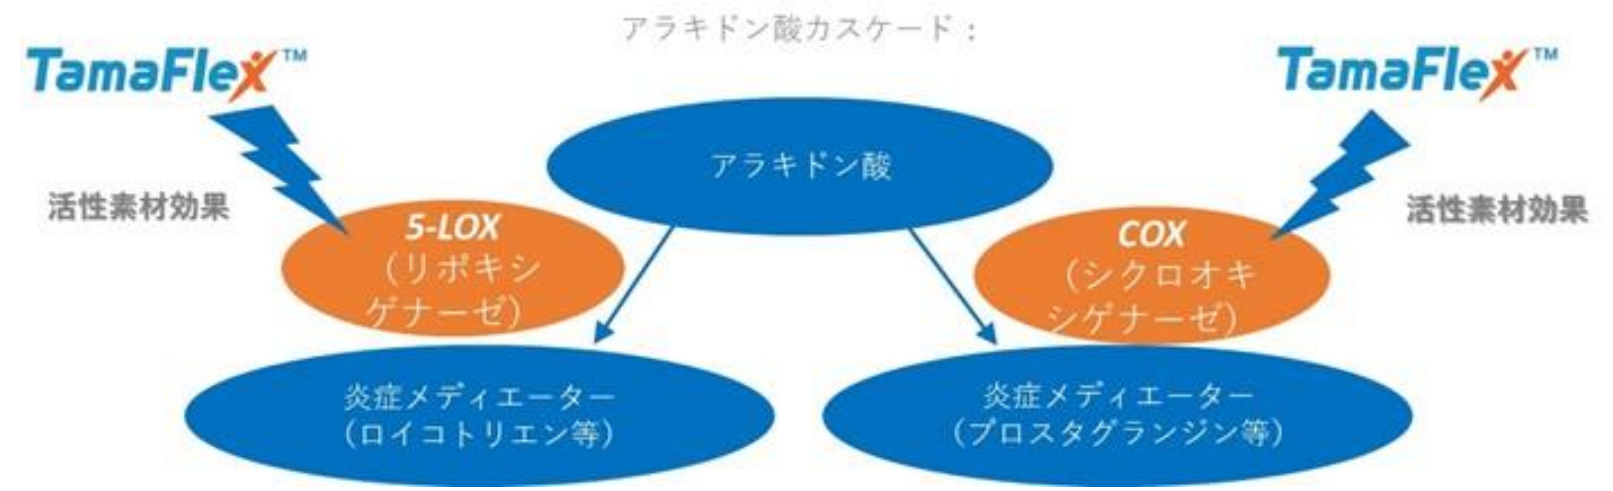 アラキドン酸カスケード：
TamaFlex™
TamaFlex™
アラキドン酸
活性素材効果
活性素材効果
5-LOX
（リポキシ
ゲナーゼ）
COX
（シクロオキ
シゲナーゼ）
炎症メディエーター
（ロイコトリエン等）
炎症メディエーター
（プロスタグランジン等）